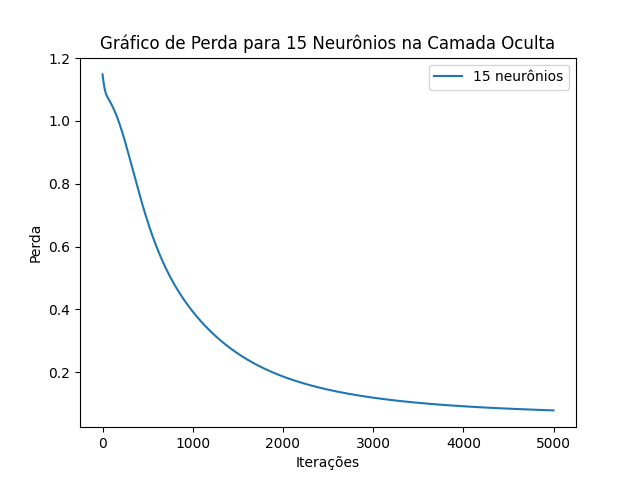 Gráfico de Perda para 15 Neurônios na Camada Oculta
15 neurônios
1.2
1.0
0.8
0.6
0.4
0.2
Perda
0 1000 2000 3000 4000 5000
Iterações